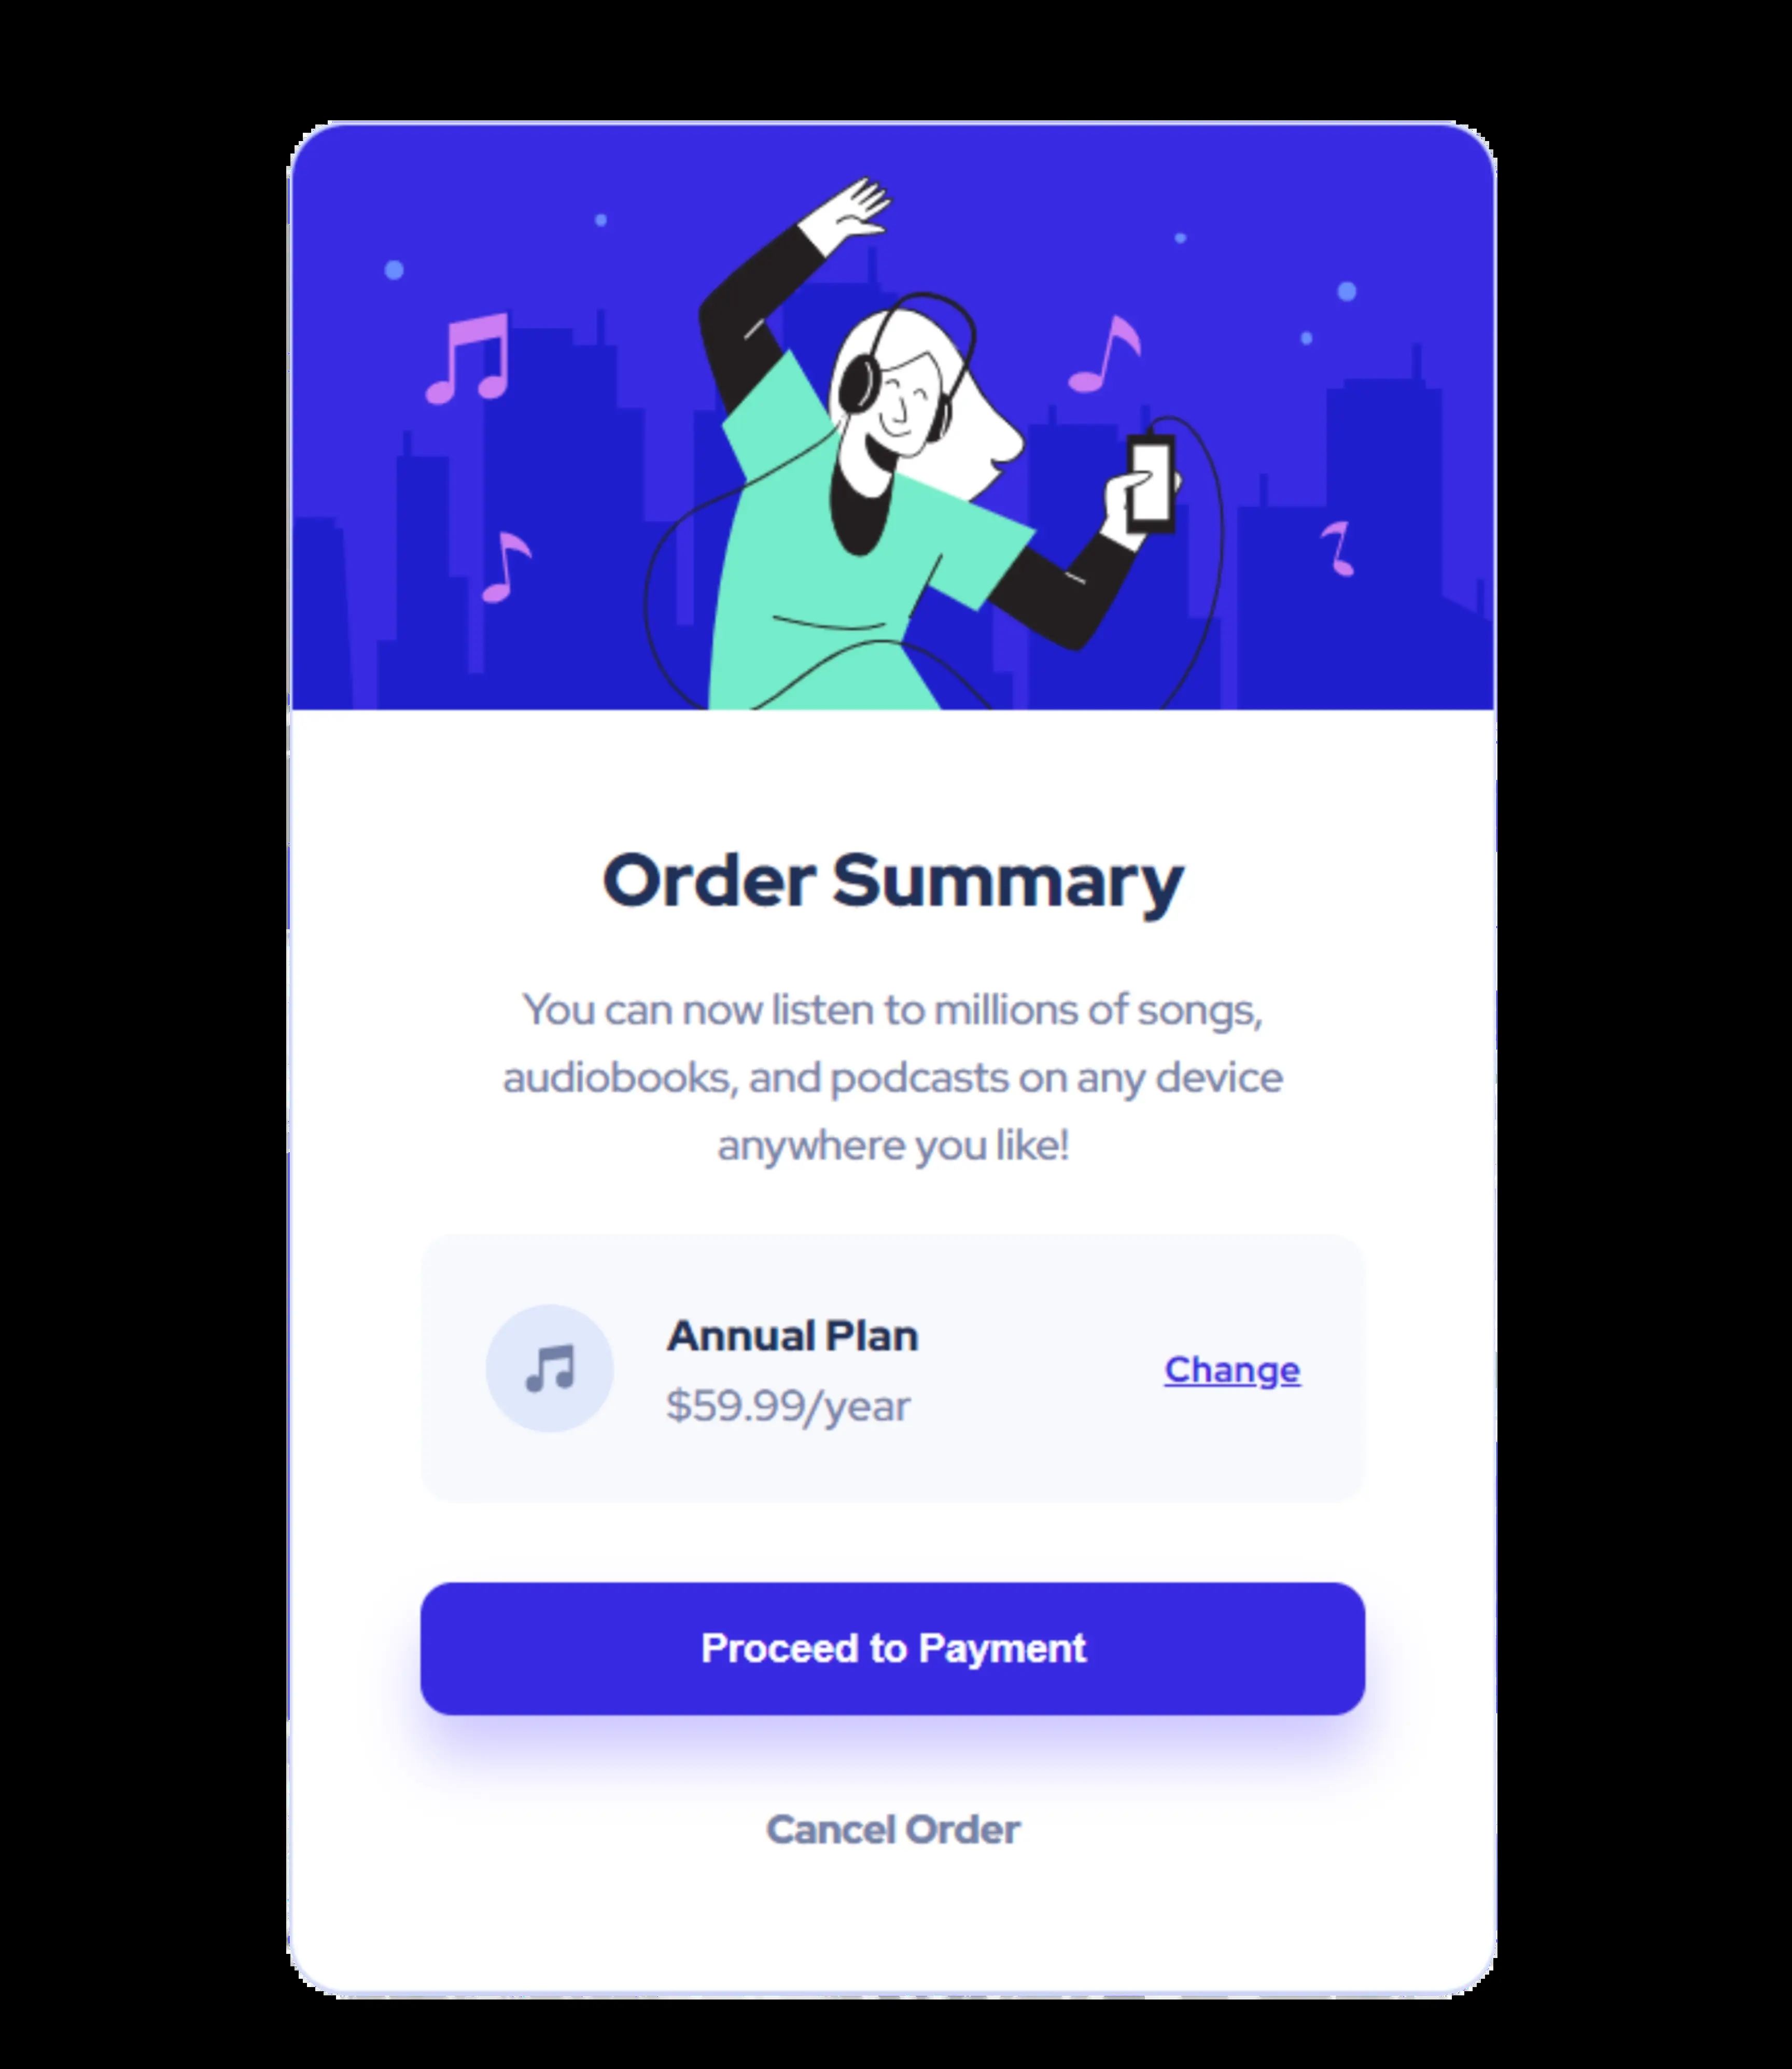 Order Summary
You can now listen to millions of songs,
audiobooks, and podcasts on any device
anywhere you like!
Annual Plan
$59.99/year
Change
Proceed to Payment
Cancel Order